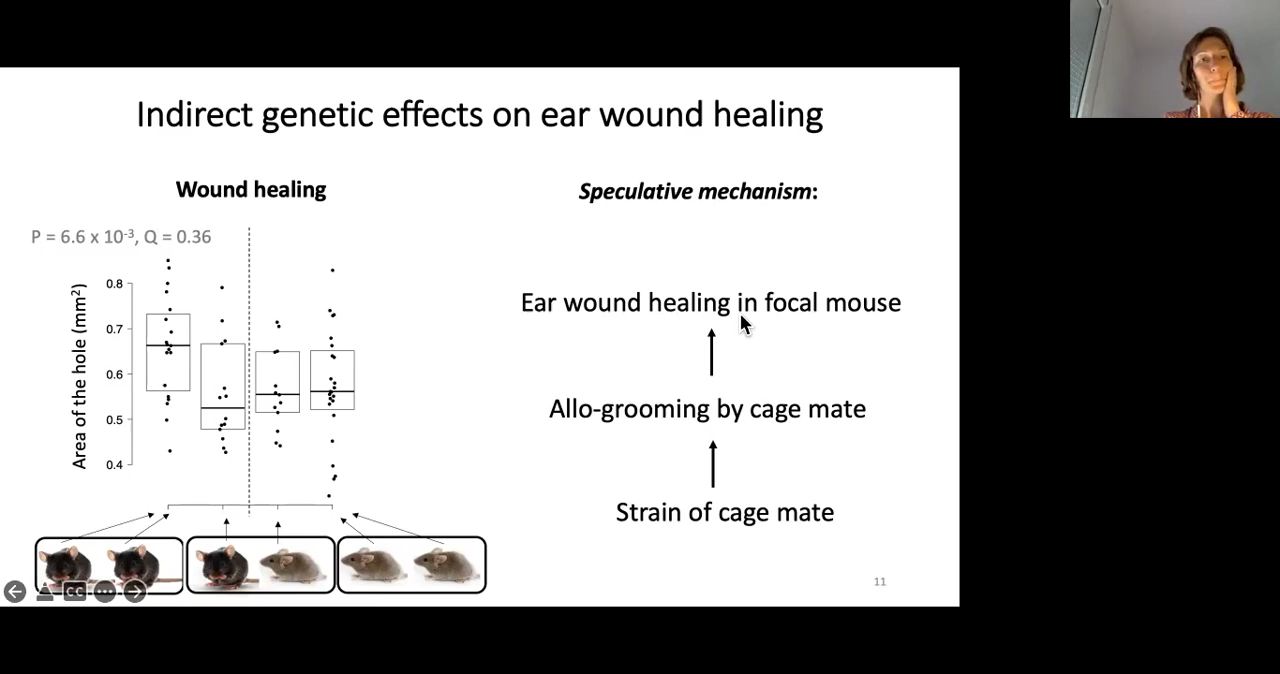 Indirect genetic effects on ear wound healing
Wound healing
P = 6.6 x 10⁻³, Q = 0.36
Area of the hole (mm²)
0.8
0.7
0.6
0.5
0.4
Speculative mechanism:
Ear wound healing in focal mouse
Allo-grooming by cage mate
Strain of cage mate
CC
11